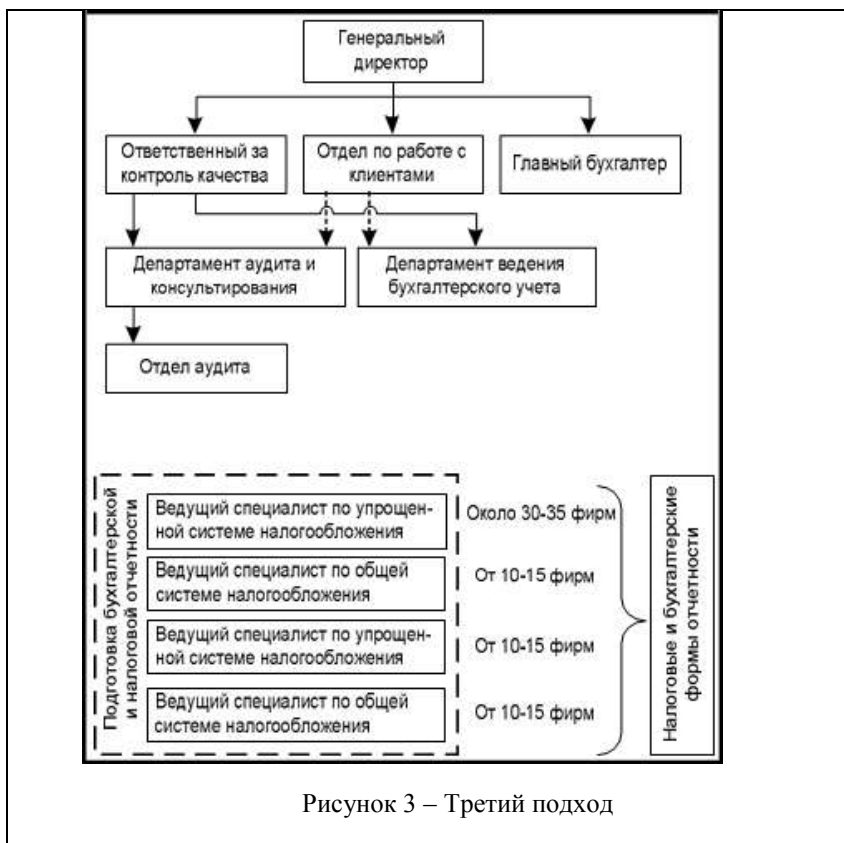 Генеральный
директор
Ответственный за
контроль качества
Отдел по работе с
клиентами
Главный бухгалтер
Департамент аудита и
консультирования
Департамент ведения
бухгалтерского учета
Отдел аудита
Подготовка бухгалтерской
и налоговой отчетности
Ведущий специалист по упрощен-
ной системе налогообложения
Около 30-35 фирм
Ведущий специалист по общей
системе налогообложения
От 10-15 фирм
Ведущий специалист по упрощен-
ной системе налогообложения
От 10-15 фирм
Ведущий специалист по общей
системе налогообложения
От 10-15 фирм
Налоговые и бухгалтерские
формы отчетности
Рисунок 3 – Третий подход